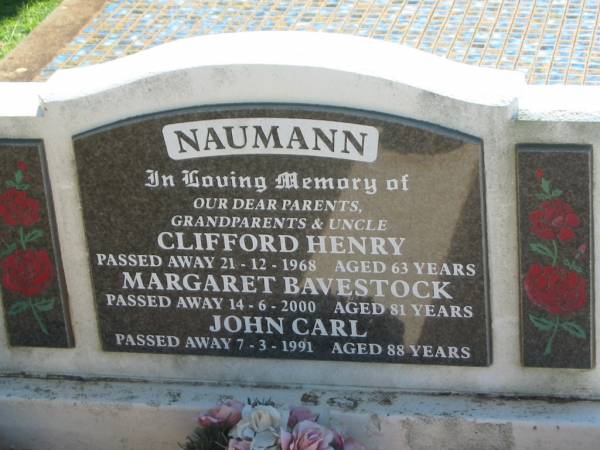 NAUMANN
In Loving Memory of
OUR DEAR PARENTS,
GRANDPARENTS & UNCLE
CLIFFORD HENRY
PASSED AWAY 21 - 12 - 1968 AGED 63 YEARS
MARGARET BAVESTOCK
PASSED AWAY 14 - 6 - 2000 AGED 81 YEARS
JOHN CARL
PASSED AWAY 7 - 3 - 1991 AGED 88 YEARS